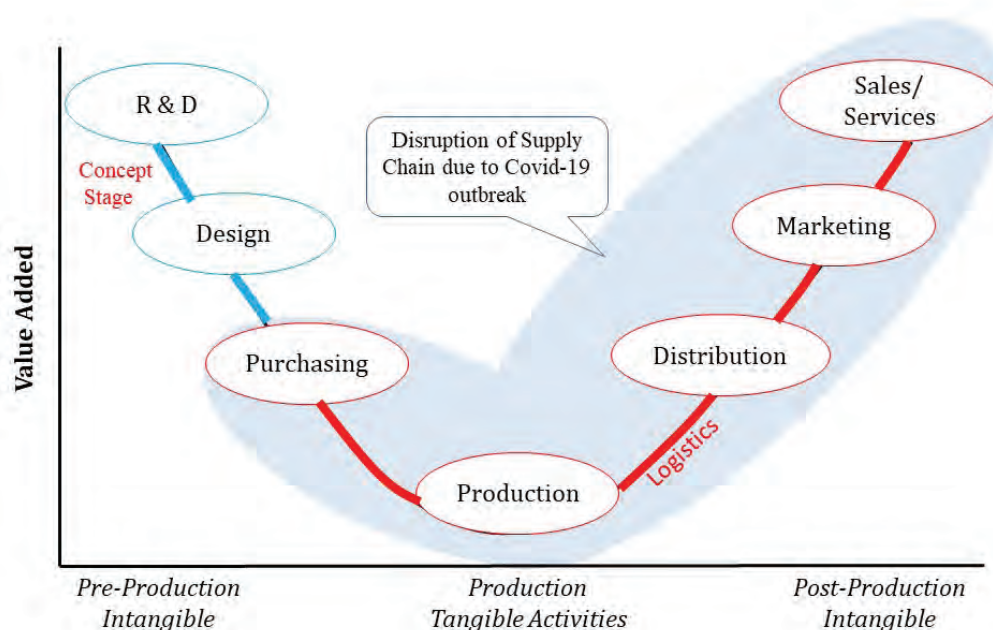 R & D
Concept
Stage
Design
Purchasing
Production
Logistics
Distribution
Marketing
Sales/
Services
Disruption of Supply
Chain due to Covid-19
outbreak
Value Added
Pre-Production
Intangible
Production
Tangible Activities
Post-Production
Intangible